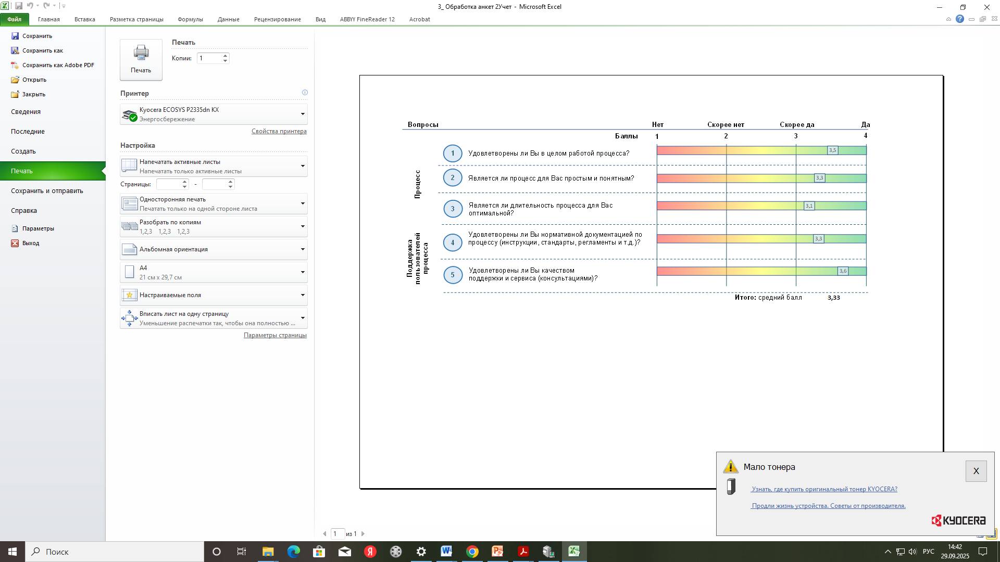 3_ Обработка анкет 2Учет - Microsoft Excel
Файл
Главная
Вставка
Разметка страницы
Формулы
Данные
Рецензирование
Вид
ABBYY FineReader 12
Acrobat
Сохранить
Сохранить как
Сохранить как Adobe PDF
Открыть
Закрыть
Сведения
Последние
Создать
Печать
Сохранить и отправить
Справка
Параметры
Выход
Печать
Печать
Копии: 1
Принтер
Kyocera ECOSYS P2335dn KX
Энергосбережение
Свойства принтера
Настройка
Напечатать активные листы
Напечатать только активные листы
Страницы: -
Односторонняя печать
Печатать только на одной стороне листа
Разобрать по копиям
1,2,3 1,2,3 1,2,3
Альбомная ориентация
A4
21 см x 29,7 см
Настраиваемые поля
Вписать лист на одну страницу
Уменьшение распечатки так, чтобы она полностью ...
Параметры страницы
Вопросы Нет Скорее нет Скорее да Да
Баллы 1 2 3 4
Процесс
1 Удовлетворены ли Вы в целом работой процесса? 3,5
2 Является ли процесс для Вас простым и понятным? 3,3
3 Является ли длительность процесса для Вас
оптимальной? 3,1
Поддержка
пользователей
процесса
4 Удовлетворены ли Вы нормативной документацией по
процессу (инструкции, стандарты, регламенты и т.д.)? 3,3
5 Удовлетворены ли Вы качеством
поддержки и сервиса (консультациями)? 3,6
Итого: средний балл 3,33
Мало тонера
X
Узнать, где купить оригинальный тонер KYOCERA?
Продли жизнь устройства. Советы от производителя.
KYOCERA
1 из 1
Поиск
РУС
14:42
29.09.2025